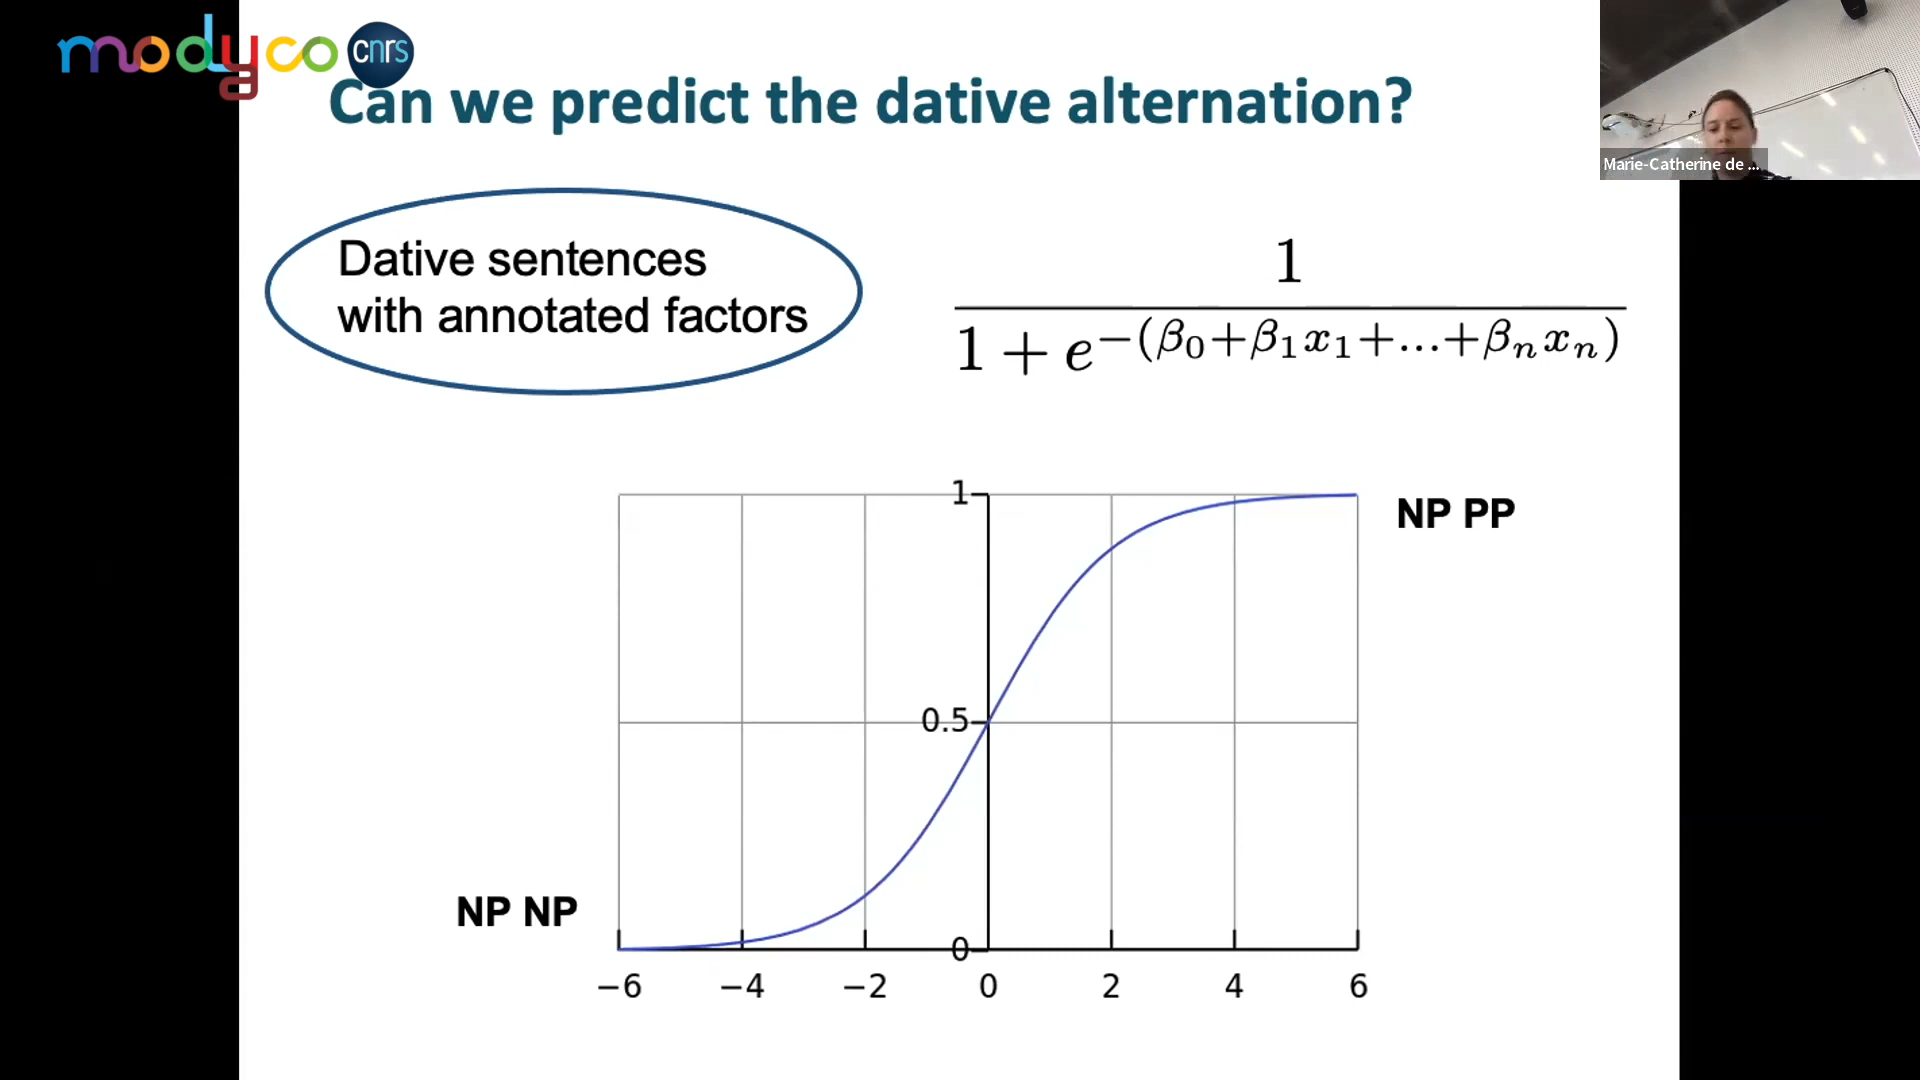 modyco cnrs
Can we predict the dative alternation?
Marie-Catherine de ...
Dative sentences
with annotated factors
1
1 + e^{-(β0+β1x1+...+βnxn)}
1
NP PP
0.5
NP NP
0
−6 −4 −2 0 2 4 6